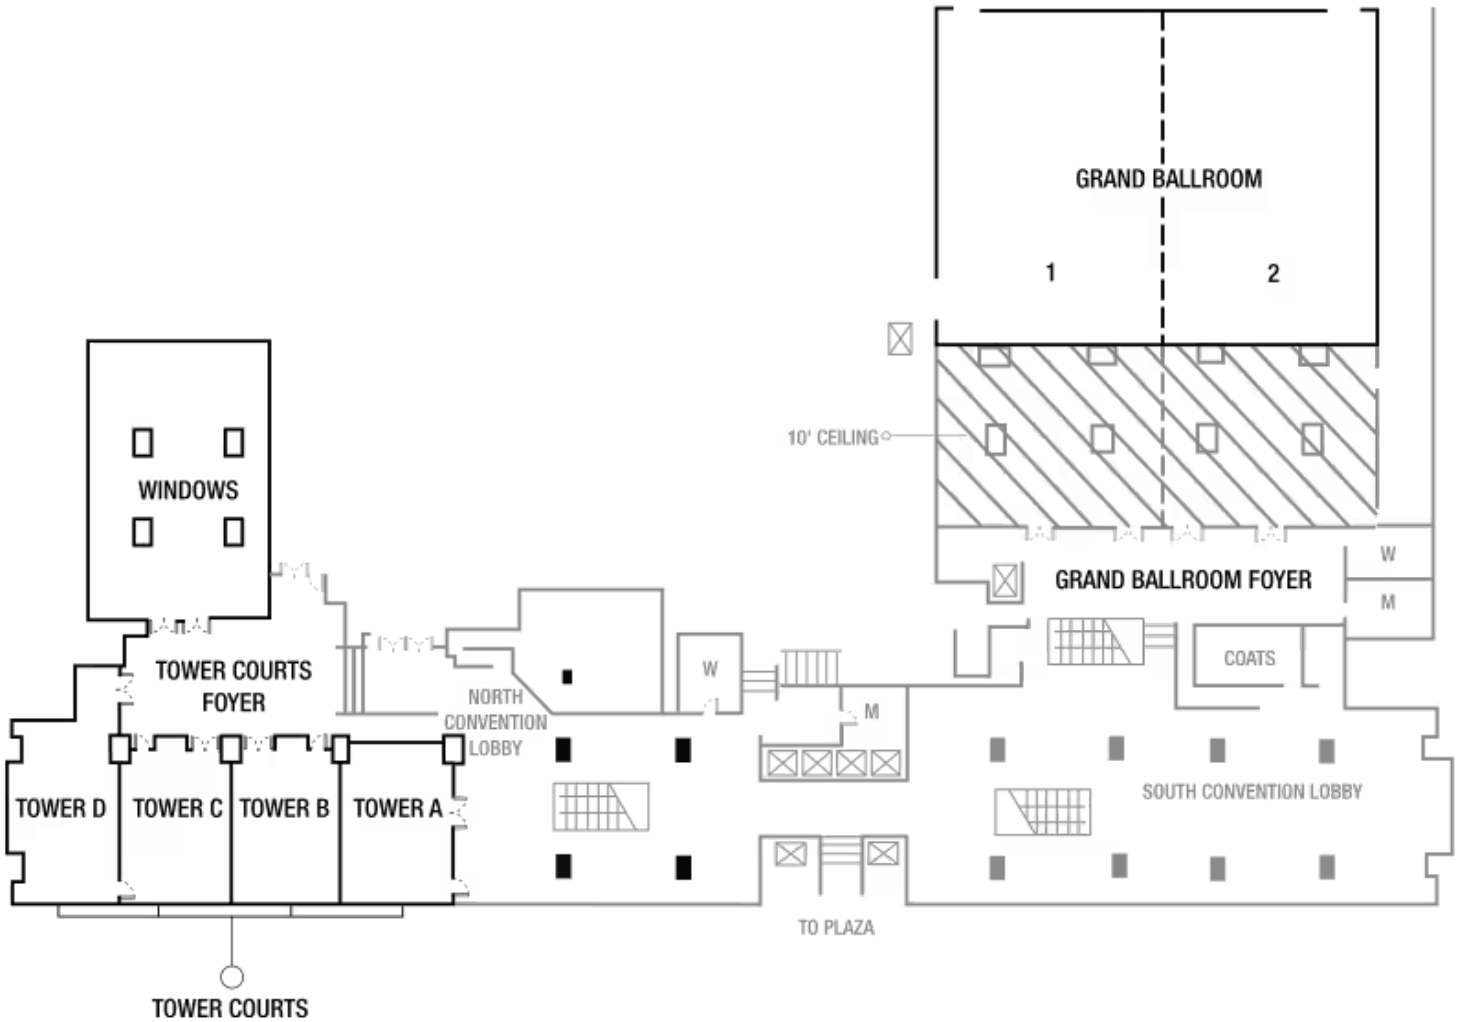 GRAND BALLROOM
1
2
10' CEILING
WINDOWS
GRAND BALLROOM FOYER
W
M
TOWER COURTS
FOYER
NORTH
CONVENTION
LOBBY
W
M
COATS
TOWER D
TOWER C
TOWER B
TOWER A
SOUTH CONVENTION LOBBY
TO PLAZA
TOWER COURTS